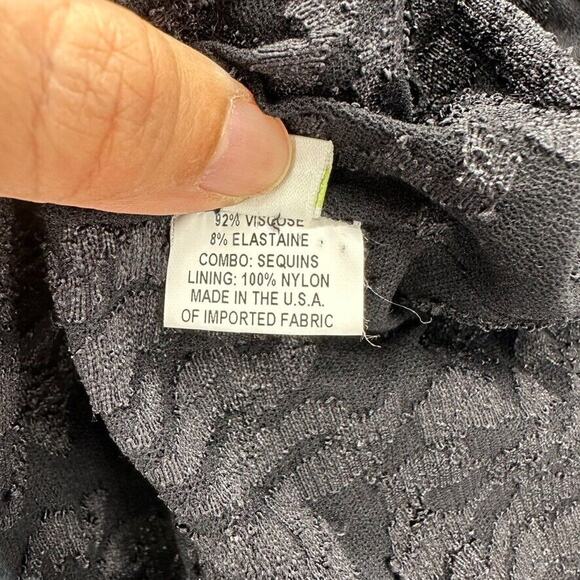 92% VISCOSE
8% ELASTAINE
COMBO: SEQUINS
LINING: 100% NYLON
MADE IN THE U.S.A.
OF IMPORTED FABRIC